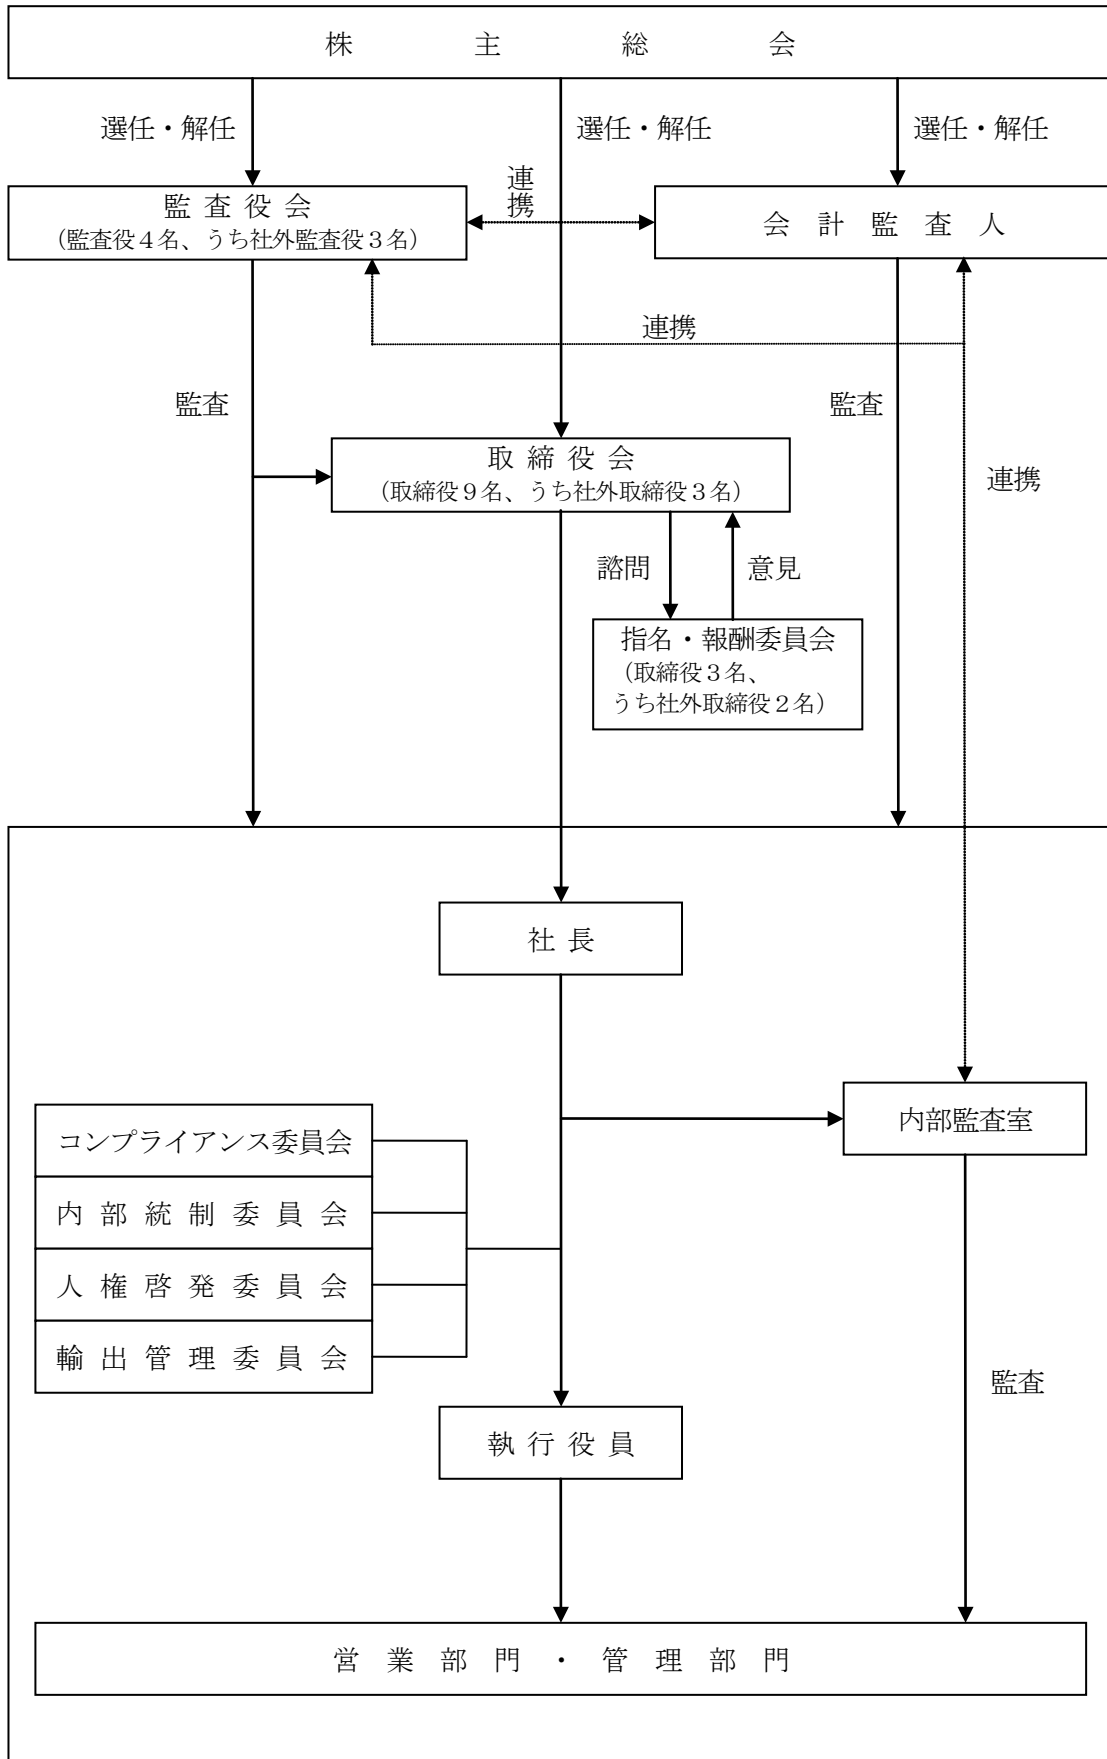 株主総会
選任・解任
選任・解任
選任・解任
連携
監査役会
（監査役４名、うち社外監査役３名）
会計監査人
連携
監査
監査
取締役会
（取締役９名、うち社外取締役３名）
連携
諮問
意見
指名・報酬委員会
（取締役３名、
うち社外取締役２名）
社長
コンプライアンス委員会
内部監査室
内部統制委員会
人権啓発委員会
輸出管理委員会
監査
執行役員
営業部門・管理部門